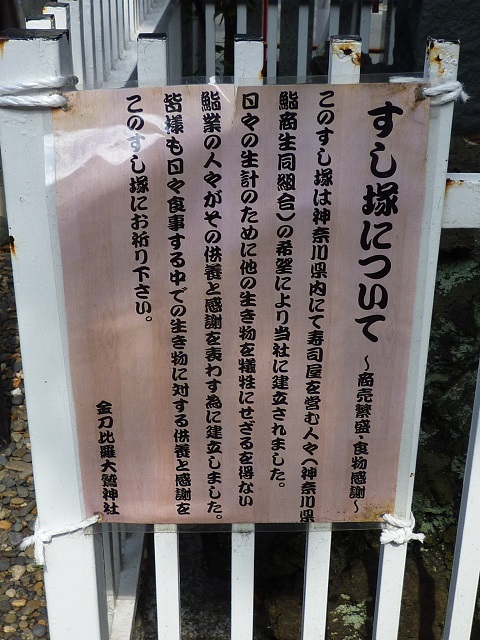 すし塚について ～商売繁盛・食物感謝～
このすし塚は神奈川県内にて寿司屋を営む人々（神奈川県
鮨商生同組合）の希望により当社に建立されました。
日々の生計のために他の生き物を犠牲にせざるを得ない
鮨業の人々がその供養と感謝を表わす為に建立しました。
皆様も日々食事する中での生き物に対する供養と感謝を
このすし塚にお祈り下さい。
金刀比羅大鷲神社